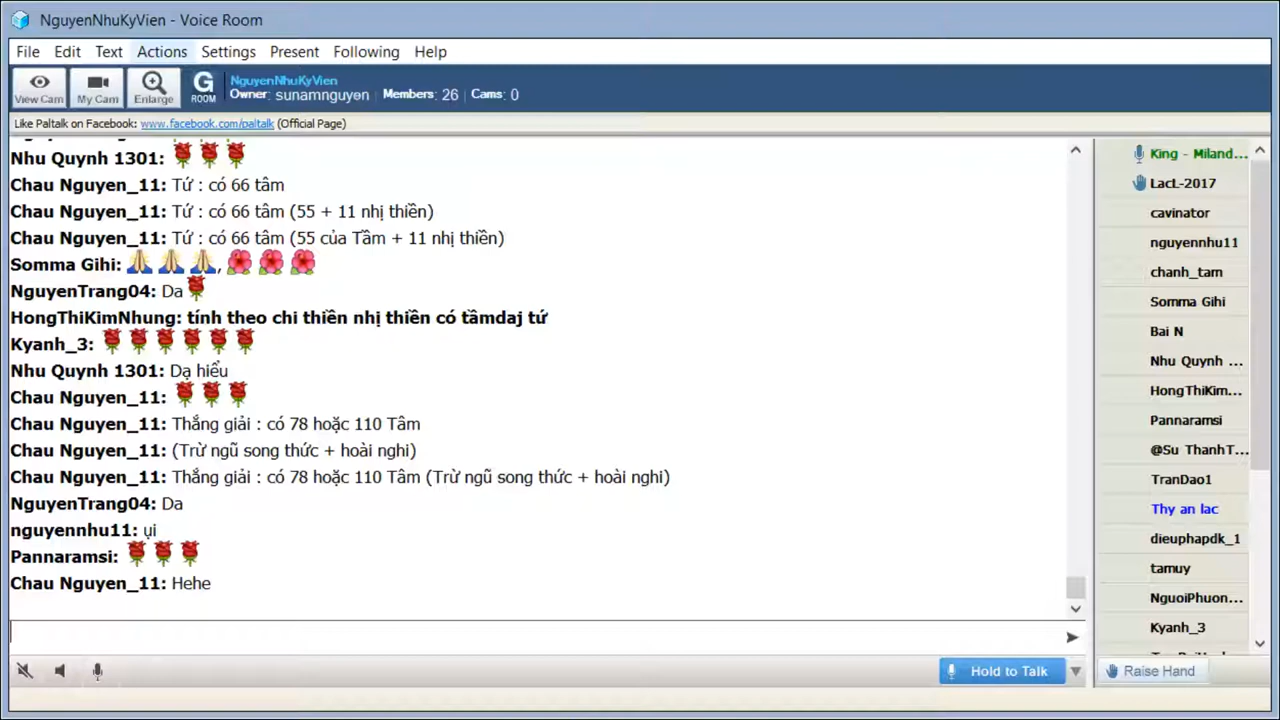 NguyenNhuKyVien - Voice Room
File Edit Text Actions Settings Present Following Help
View Cam My Cam Enlarge G ROOM
NguyenNhuKyVien
Owner: sunamnguyen Members: 26 Cams: 0
Like Paltalk on Facebook: www.facebook.com/paltalk (Official Page)
Nhu Quynh 1301:
Chau Nguyen_11: Tứ : có 66 tâm
Chau Nguyen_11: Tứ : có 66 tâm (55 + 11 nhị thiền)
Chau Nguyen_11: Tứ : có 66 tâm (55 của Tầm + 11 nhị thiền)
Somma Gihi: ,
NguyenTrang04: Da
HongThiKimNhung: tính theo chi thiền nhị thiền có tầmdaj tứ
Kyanh_3:
Nhu Quynh 1301: Dạ hiểu
Chau Nguyen_11:
Chau Nguyen_11: Thắng giải : có 78 hoặc 110 Tâm
Chau Nguyen_11: (Trừ ngũ song thức + hoài nghi)
Chau Nguyen_11: Thắng giải : có 78 hoặc 110 Tâm (Trừ ngũ song thức + hoài nghi)
NguyenTrang04: Da
nguyennhu11: ụi
Pannaramsi:
Chau Nguyen_11: Hehe
Hold to Talk
King - Miland...
LacL-2017
cavinator
nguyennhu11
chanh_tam
Somma Gihi
Bai N
Nhu Quynh ...
HongThiKim...
Pannaramsi
@Su ThanhT...
TranDao1
Thy an lac
dieuphapdk_1
tamuy
NguoiPhuon...
Kyanh_3
Raise Hand